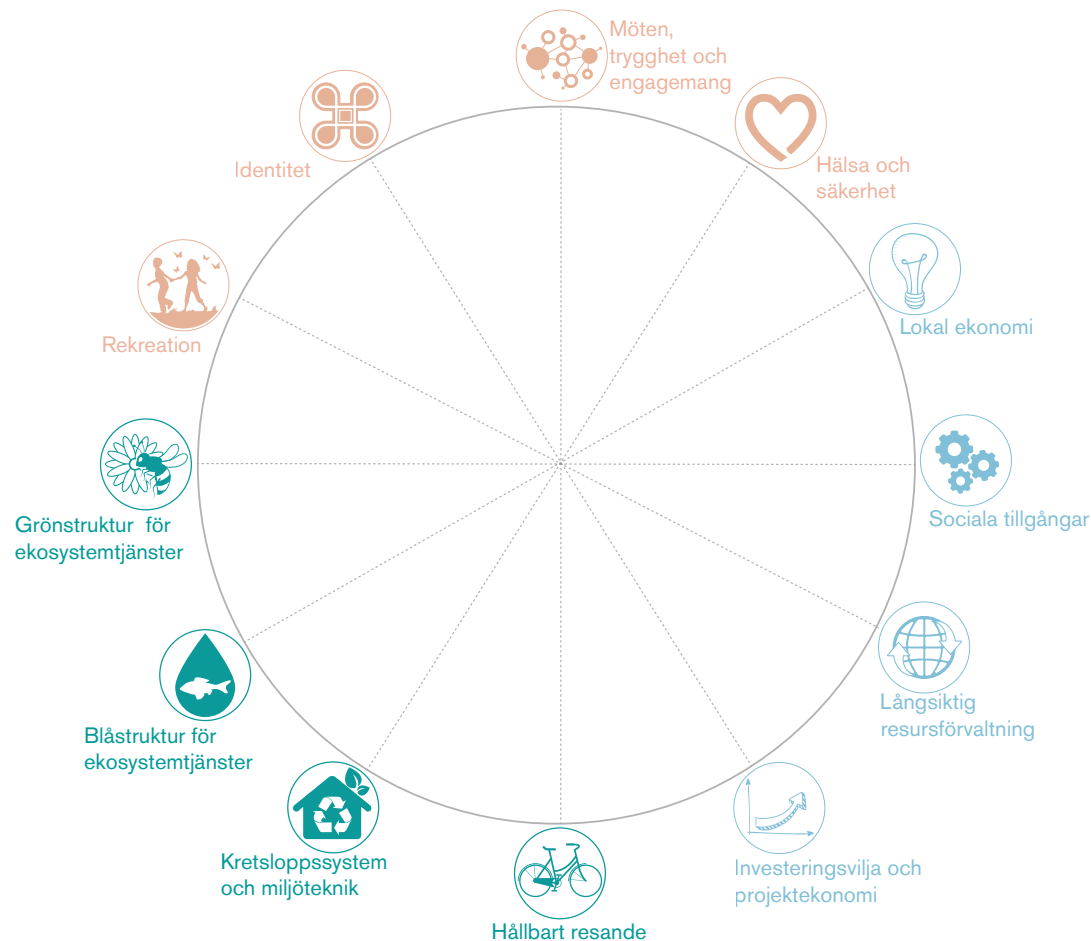 Möten,
trygghet och
engagemang
Hälsa och
säkerhet
Lokal ekonomi
Sociala tillgångar
Långsiktig
resursförvaltning
Investeringsvilja och
projektekonomi
Hållbart resande
Kretsloppssystem
och miljöteknik
Blåstruktur för
ekosystemtjänster
Grönstruktur för
ekosystemtjänster
Rekreation
Identitet